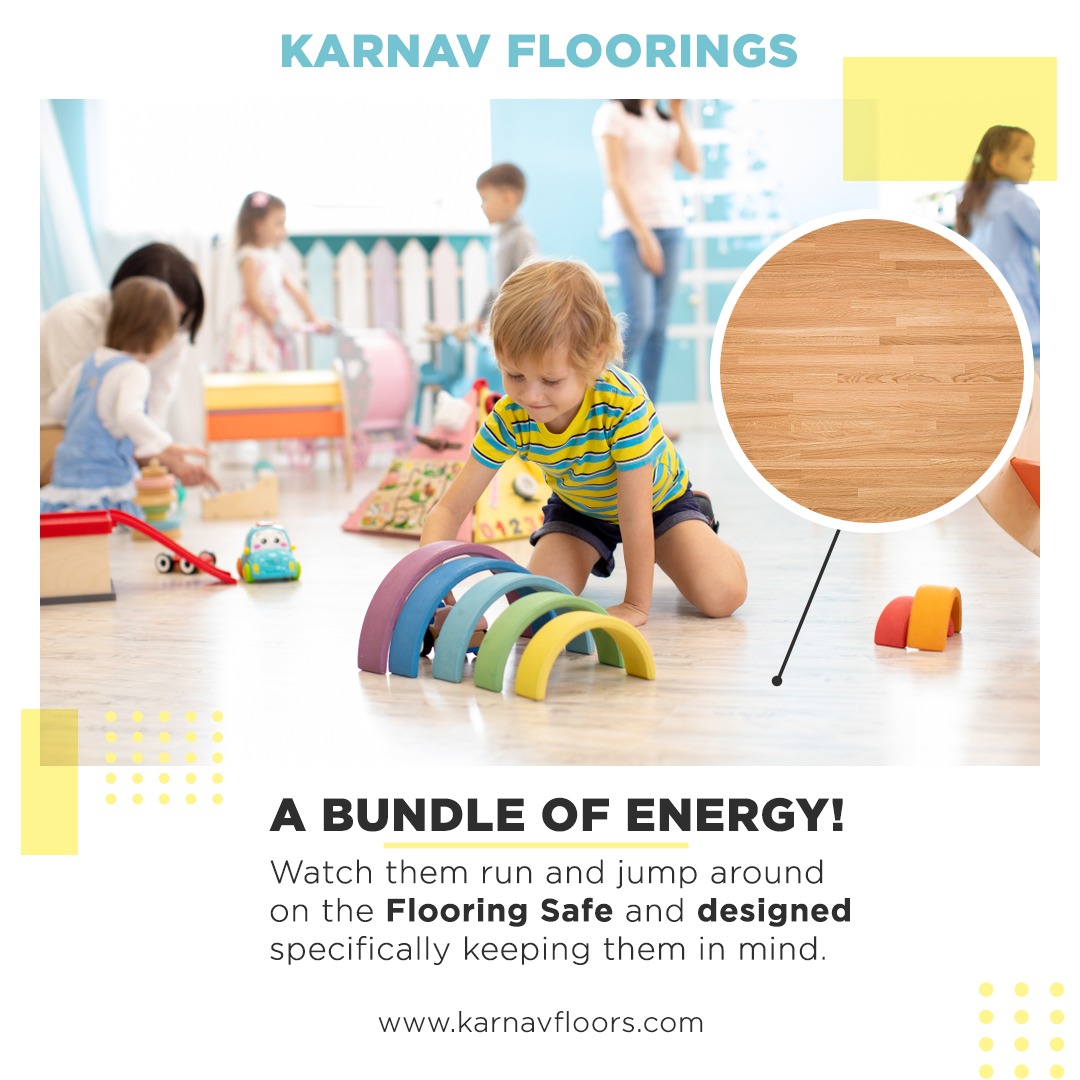 KARNAV FLOORINGS
A BUNDLE OF ENERGY!
Watch them run and jump around
on the Flooring Safe and designed
specifically keeping them in mind.
www.karnavfloors.com